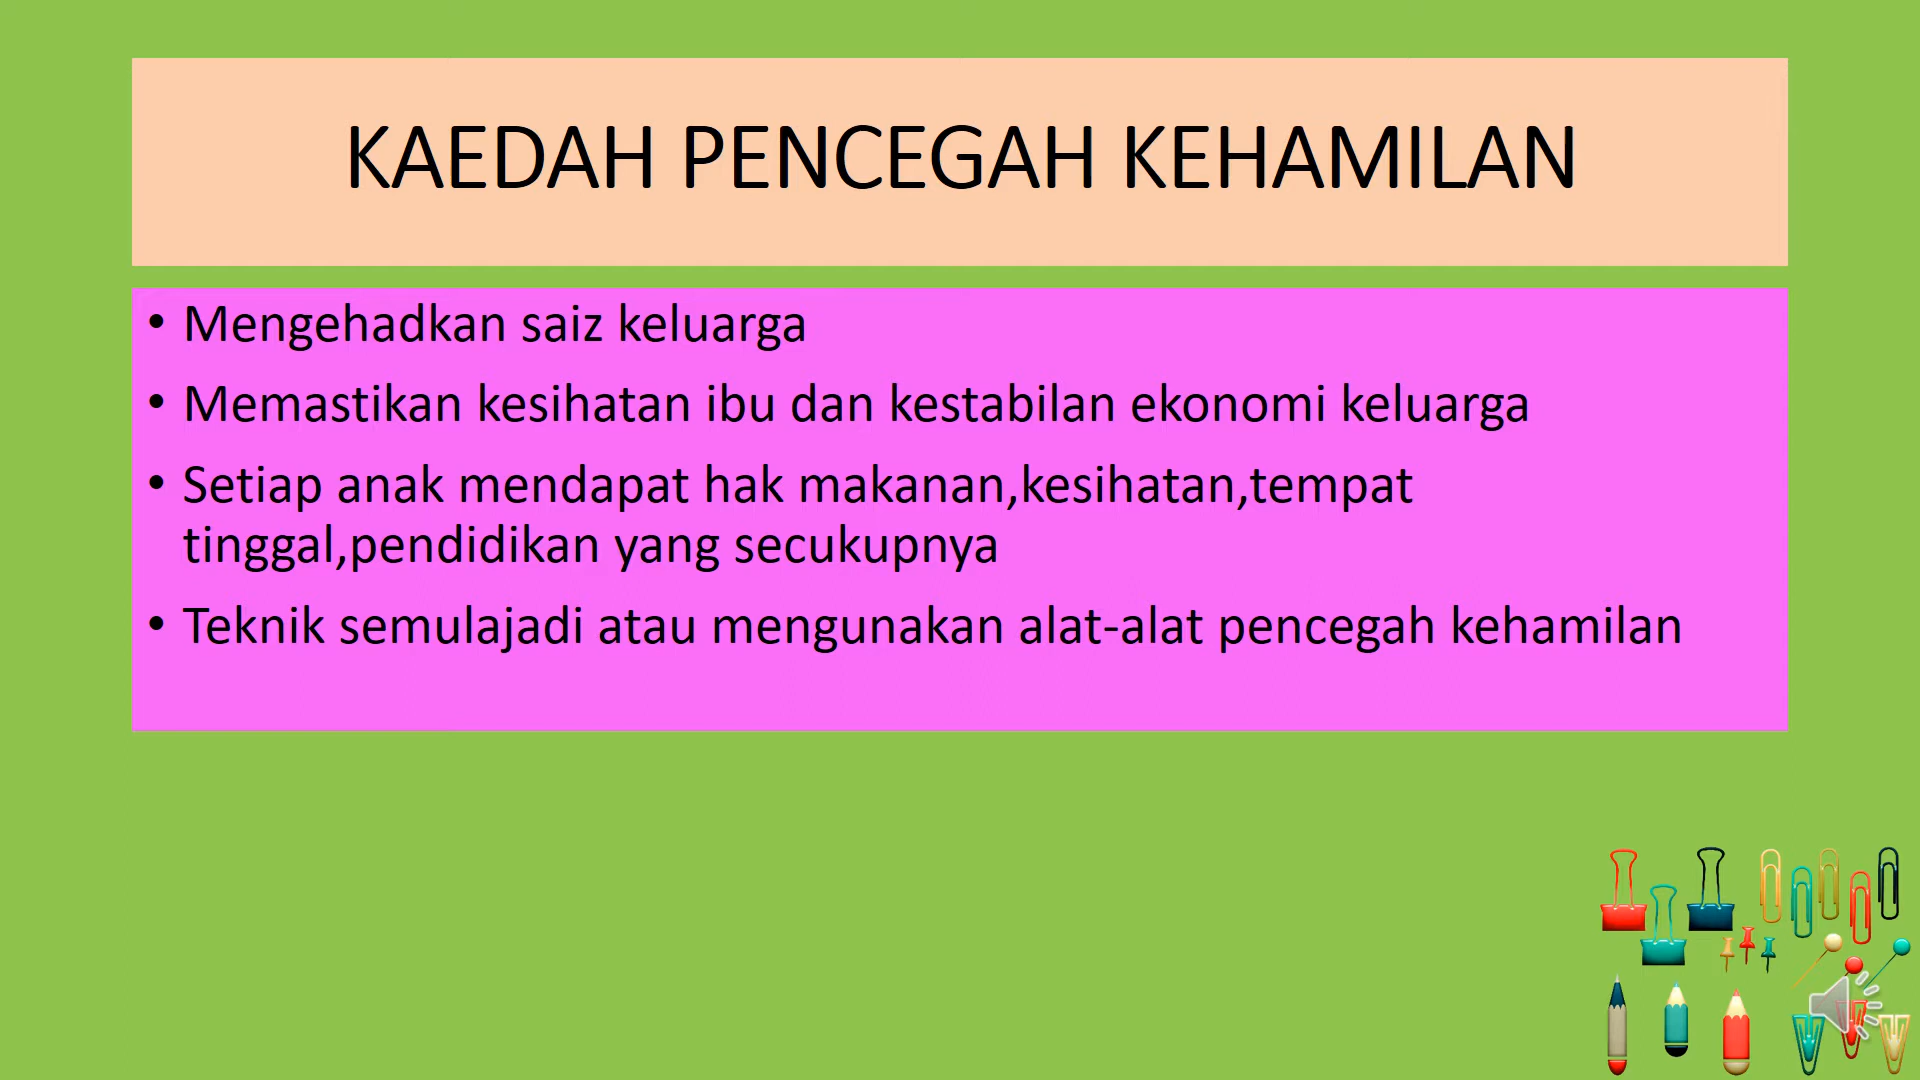 KAEDAH PENCEGAH KEHAMILAN
• Mengehadkan saiz keluarga
• Memastikan kesihatan ibu dan kestabilan ekonomi keluarga
• Setiap anak mendapat hak makanan,kesihatan,tempat
tinggal,pendidikan yang secukupnya
• Teknik semulajadi atau mengunakan alat-alat pencegah kehamilan